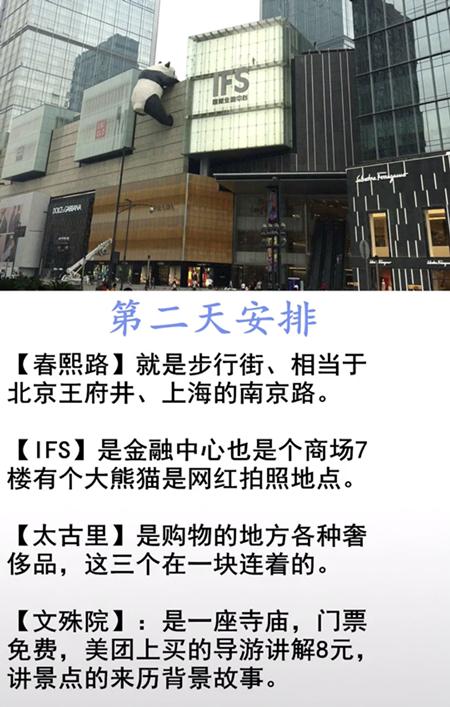 IFS
国际金融中心
DOLCE&GABBANA
PRADA
Salvatore Ferragamo
第二天安排
【春熙路】就是步行街、相当于
北京王府井、上海的南京路。
【IFS】是金融中心也是个商场7
楼有个大熊猫是网红拍照地点。
【太古里】是购物的地方各种奢
侈品，这三个在一块连着的。
【文殊院】：是一座寺庙，门票
免费，美团上买的导游讲解8元，
讲景点的来历背景故事。